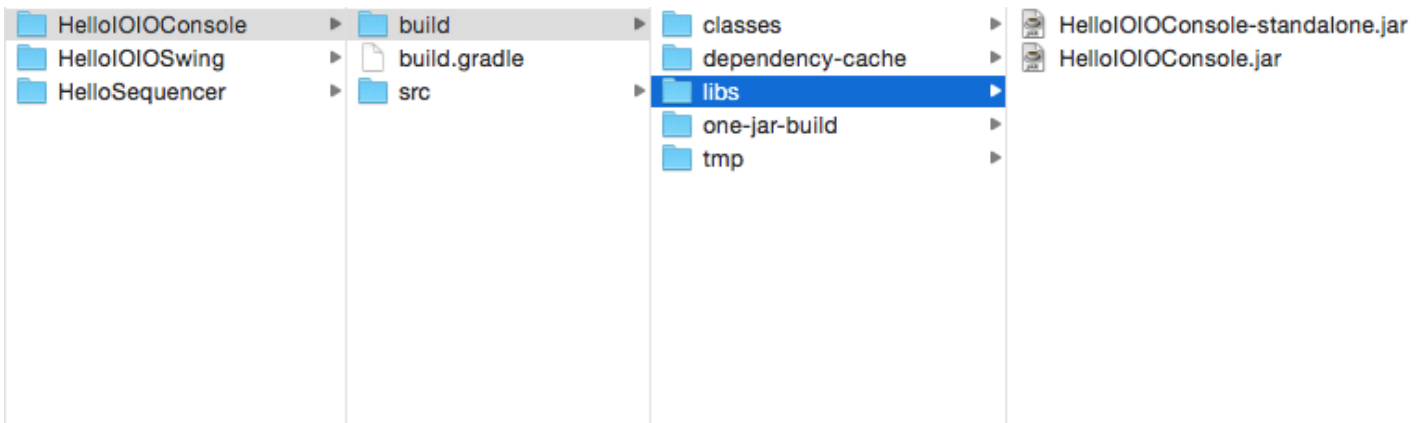 HelloIOIOConsole
HelloIOIOSwing
HelloSequencer
build
build.gradle
src
classes
dependency-cache
libs
one-jar-build
tmp
HelloIOIOConsole-standalone.jar
HelloIOIOConsole.jar